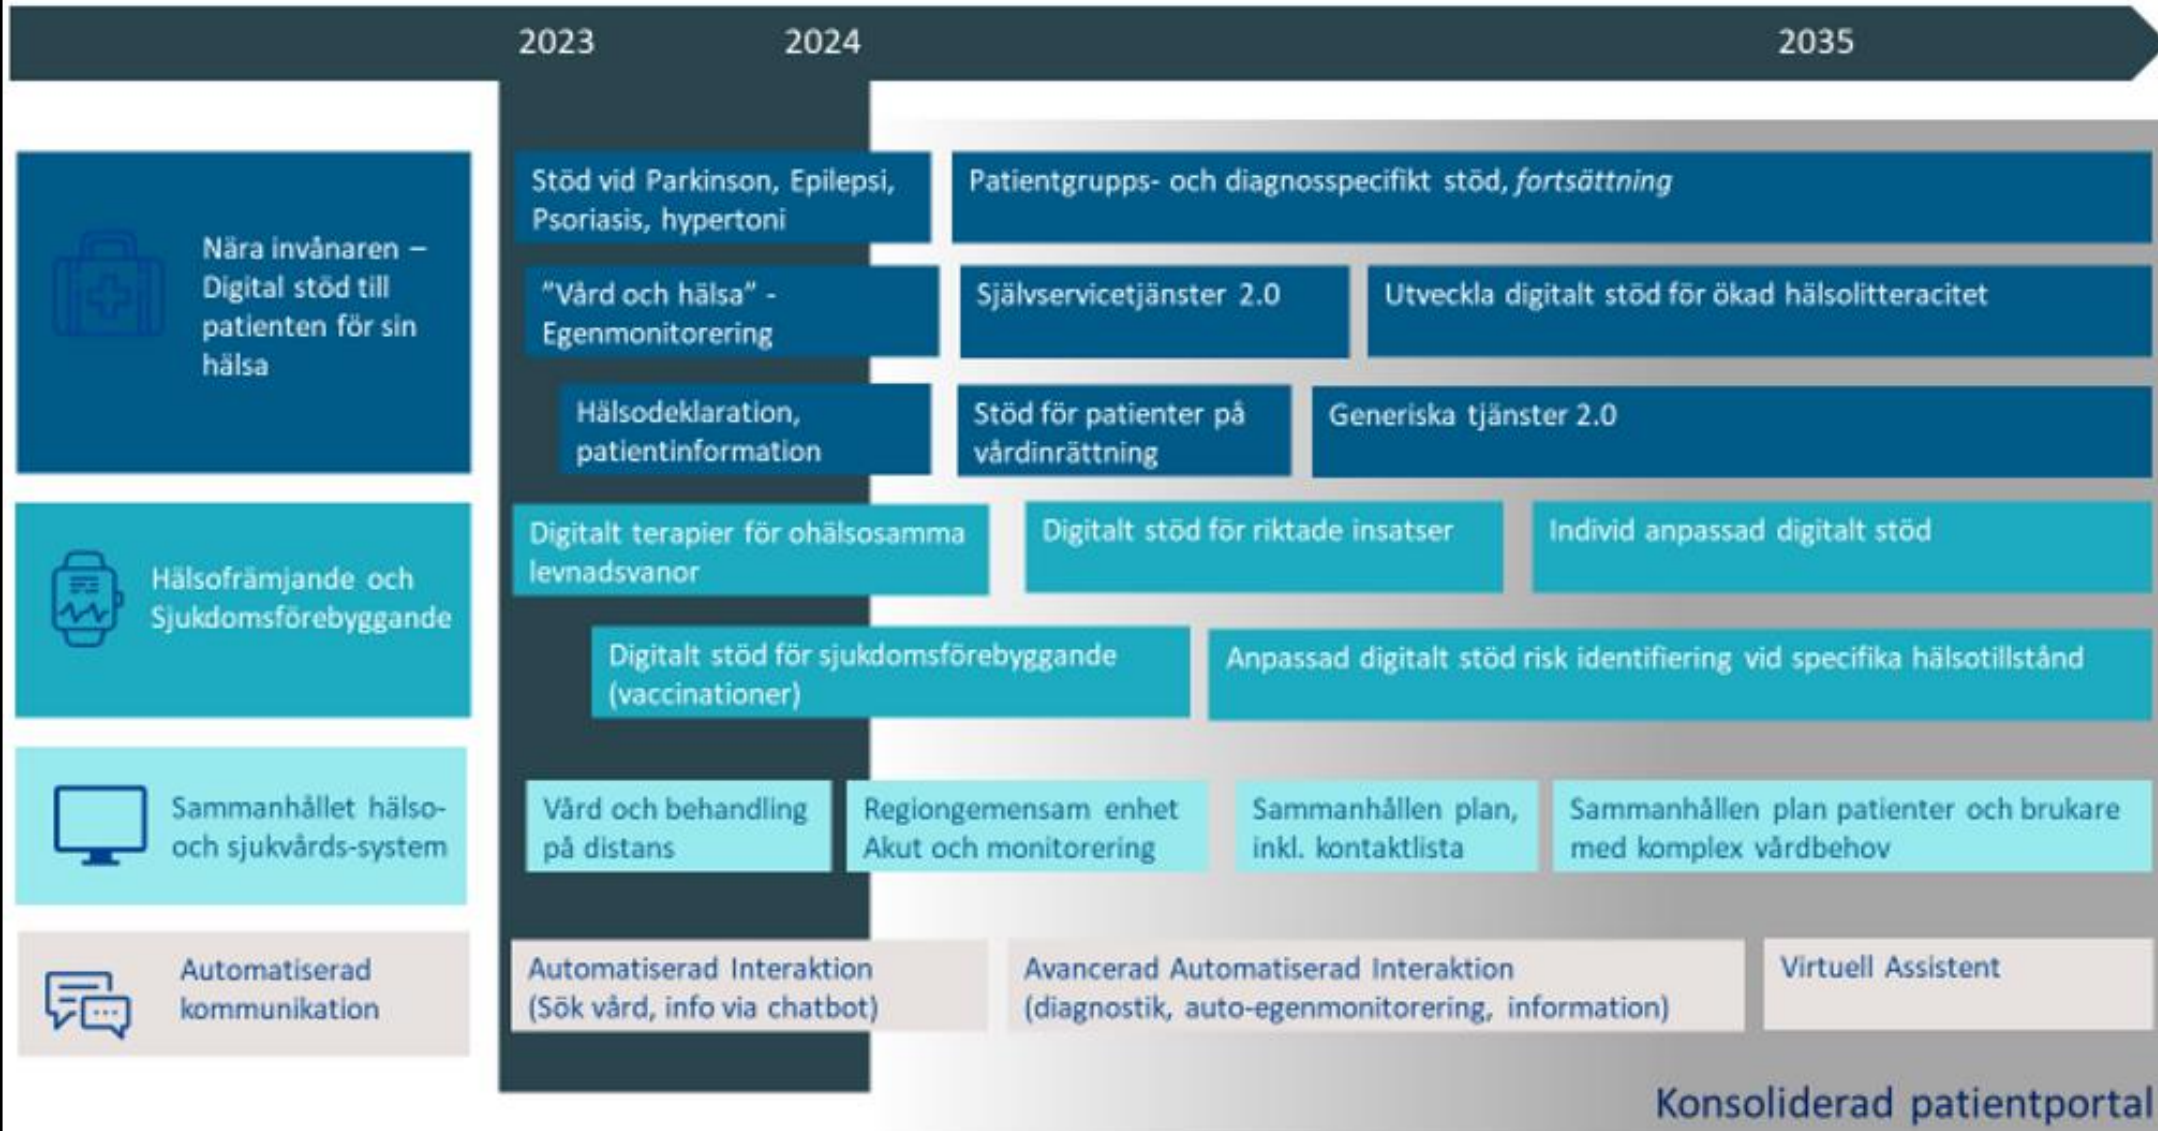 2023 2024 2035
Nära invånaren –
Digital stöd till
patienten för sin
hälsa
Stöd vid Parkinson, Epilepsi,
Psoriasis, hypertoni
Patientgrupps- och diagnosspecifikt stöd, fortsättning
”Vård och hälsa” -
Egenmonitorering
Självservicetjänster 2.0
Utveckla digitalt stöd för ökad hälsolitteracitet
Hälsodeklaration,
patientinformation
Stöd för patienter på
vårdinrättning
Generiska tjänster 2.0
Hälsofrämjande och
Sjukdomsförebyggande
Digitalt terapier för ohälsosamma
levnadsvanor
Digitalt stöd för riktade insatser
Individ anpassad digitalt stöd
Digitalt stöd för sjukdomsförebyggande
(vaccinationer)
Anpassad digitalt stöd risk identifiering vid specifika hälsotillstånd
Sammanhållet hälso-
och sjukvårds-system
Vård och behandling
på distans
Regiongemensam enhet
Akut och monitorering
Sammanhållen plan,
inkl. kontaktlista
Sammanhållen plan patienter och brukare
med komplex vårdbehov
Automatiserad
kommunikation
Automatiserad Interaktion
(Sök vård, info via chatbot)
Avancerad Automatiserad Interaktion
(diagnostik, auto-egenmonitorering, information)
Virtuell Assistent
Konsoliderad patientportal